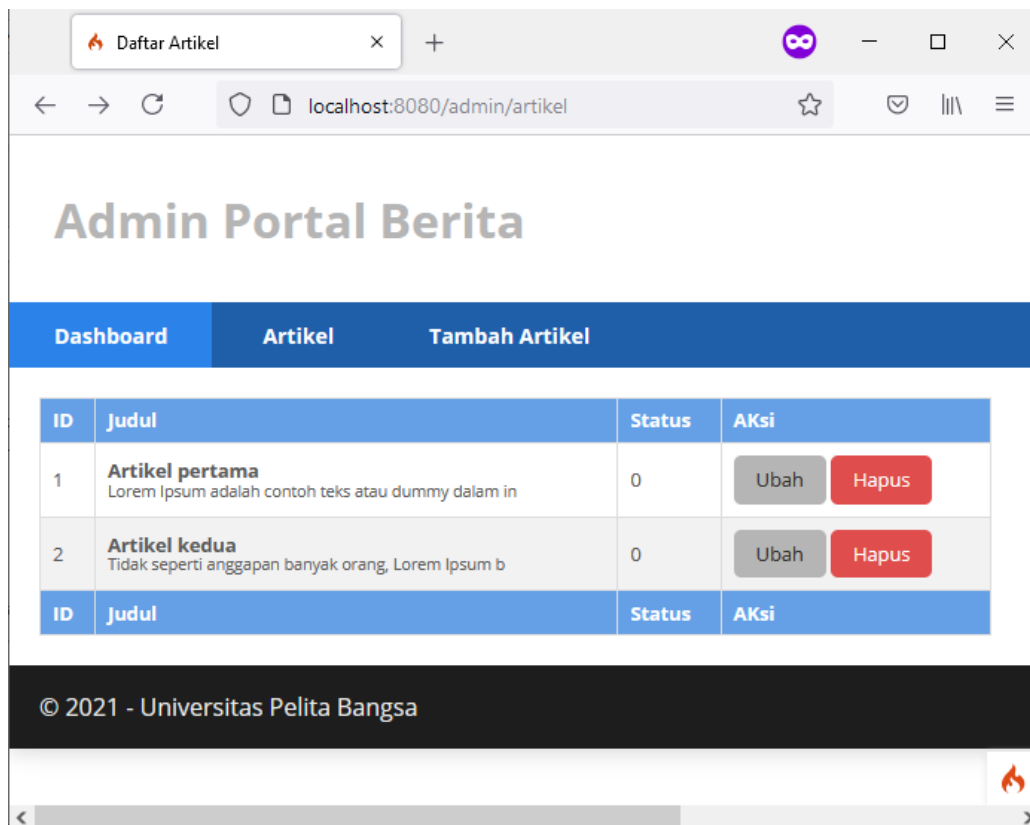 Daftar Artikel
localhost:8080/admin/artikel
Admin Portal Berita
Dashboard Artikel Tambah Artikel
ID Judul Status AKsi
1 Artikel pertama 0 Ubah Hapus
Lorem Ipsum adalah contoh teks atau dummy dalam in
2 Artikel kedua 0 Ubah Hapus
Tidak seperti anggapan banyak orang, Lorem Ipsum b
ID Judul Status AKsi
© 2021 - Universitas Pelita Bangsa